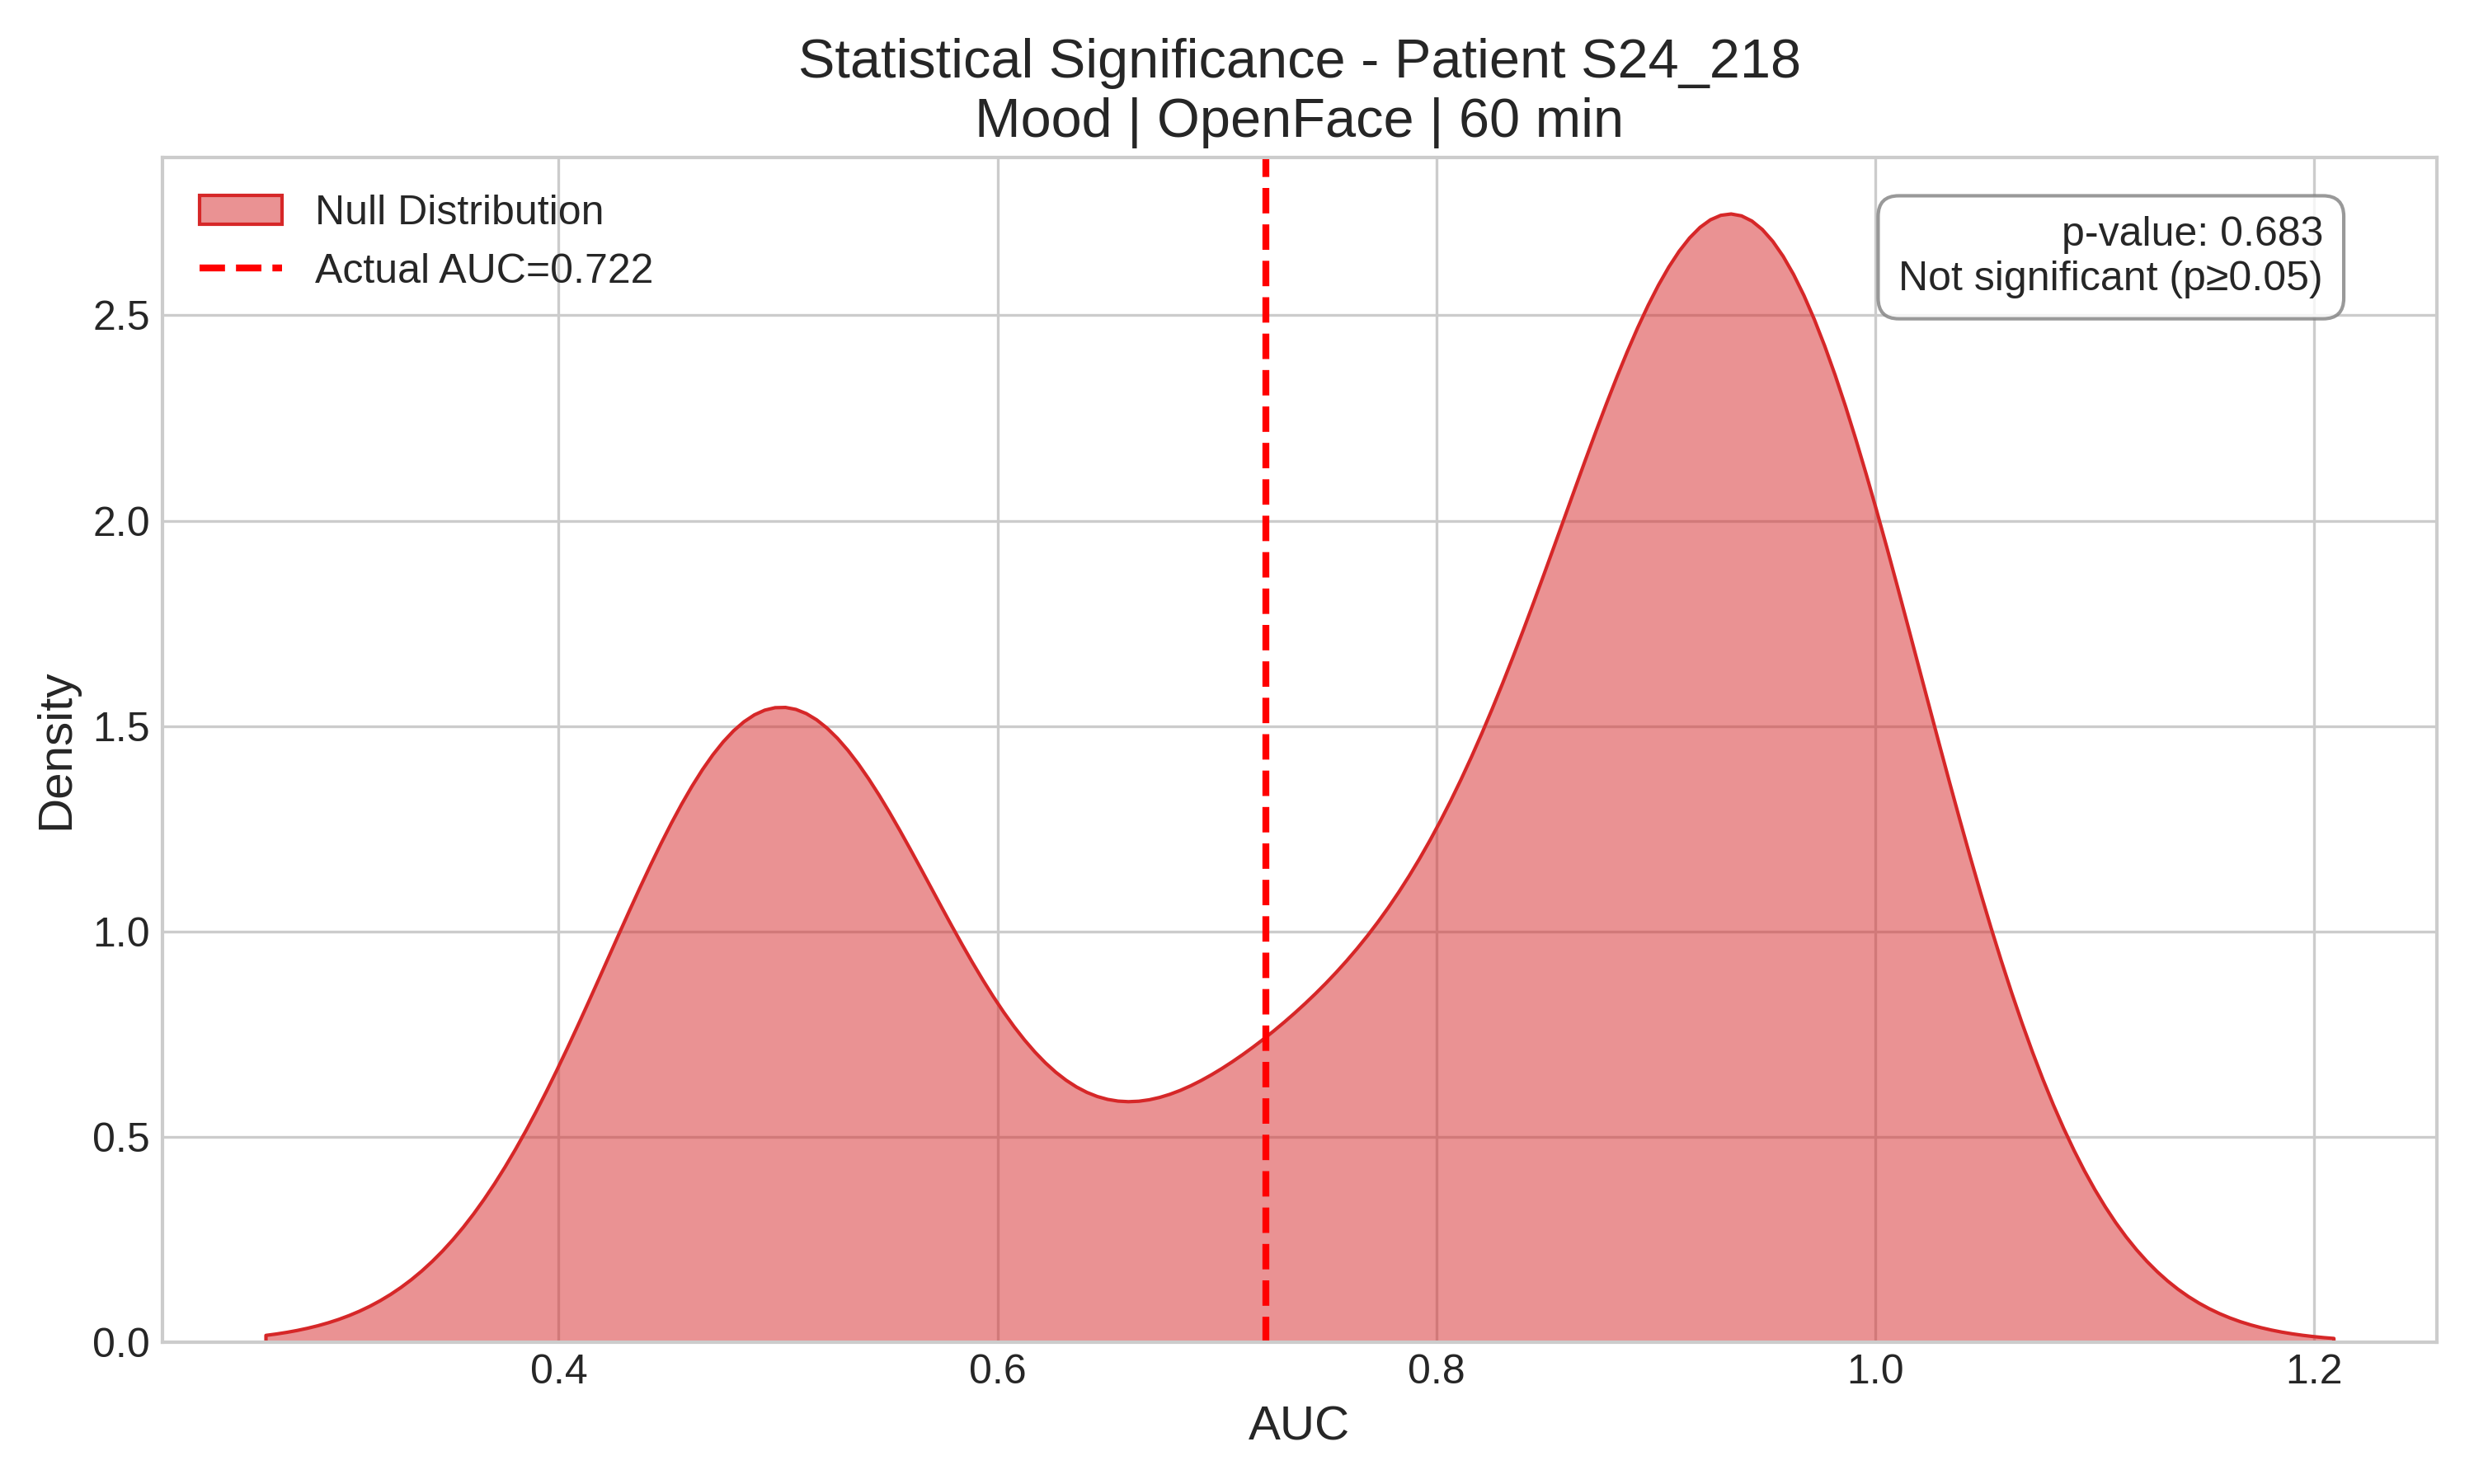 Statistical Significance - Patient S24_218
Mood | OpenFace | 60 min
Null Distribution
Actual AUC=0.722
p-value: 0.683
Not significant (p≥0.05)
Density
2.5
2.0
1.5
1.0
0.5
0.0
0.4
0.6
0.8
1.0
1.2
AUC